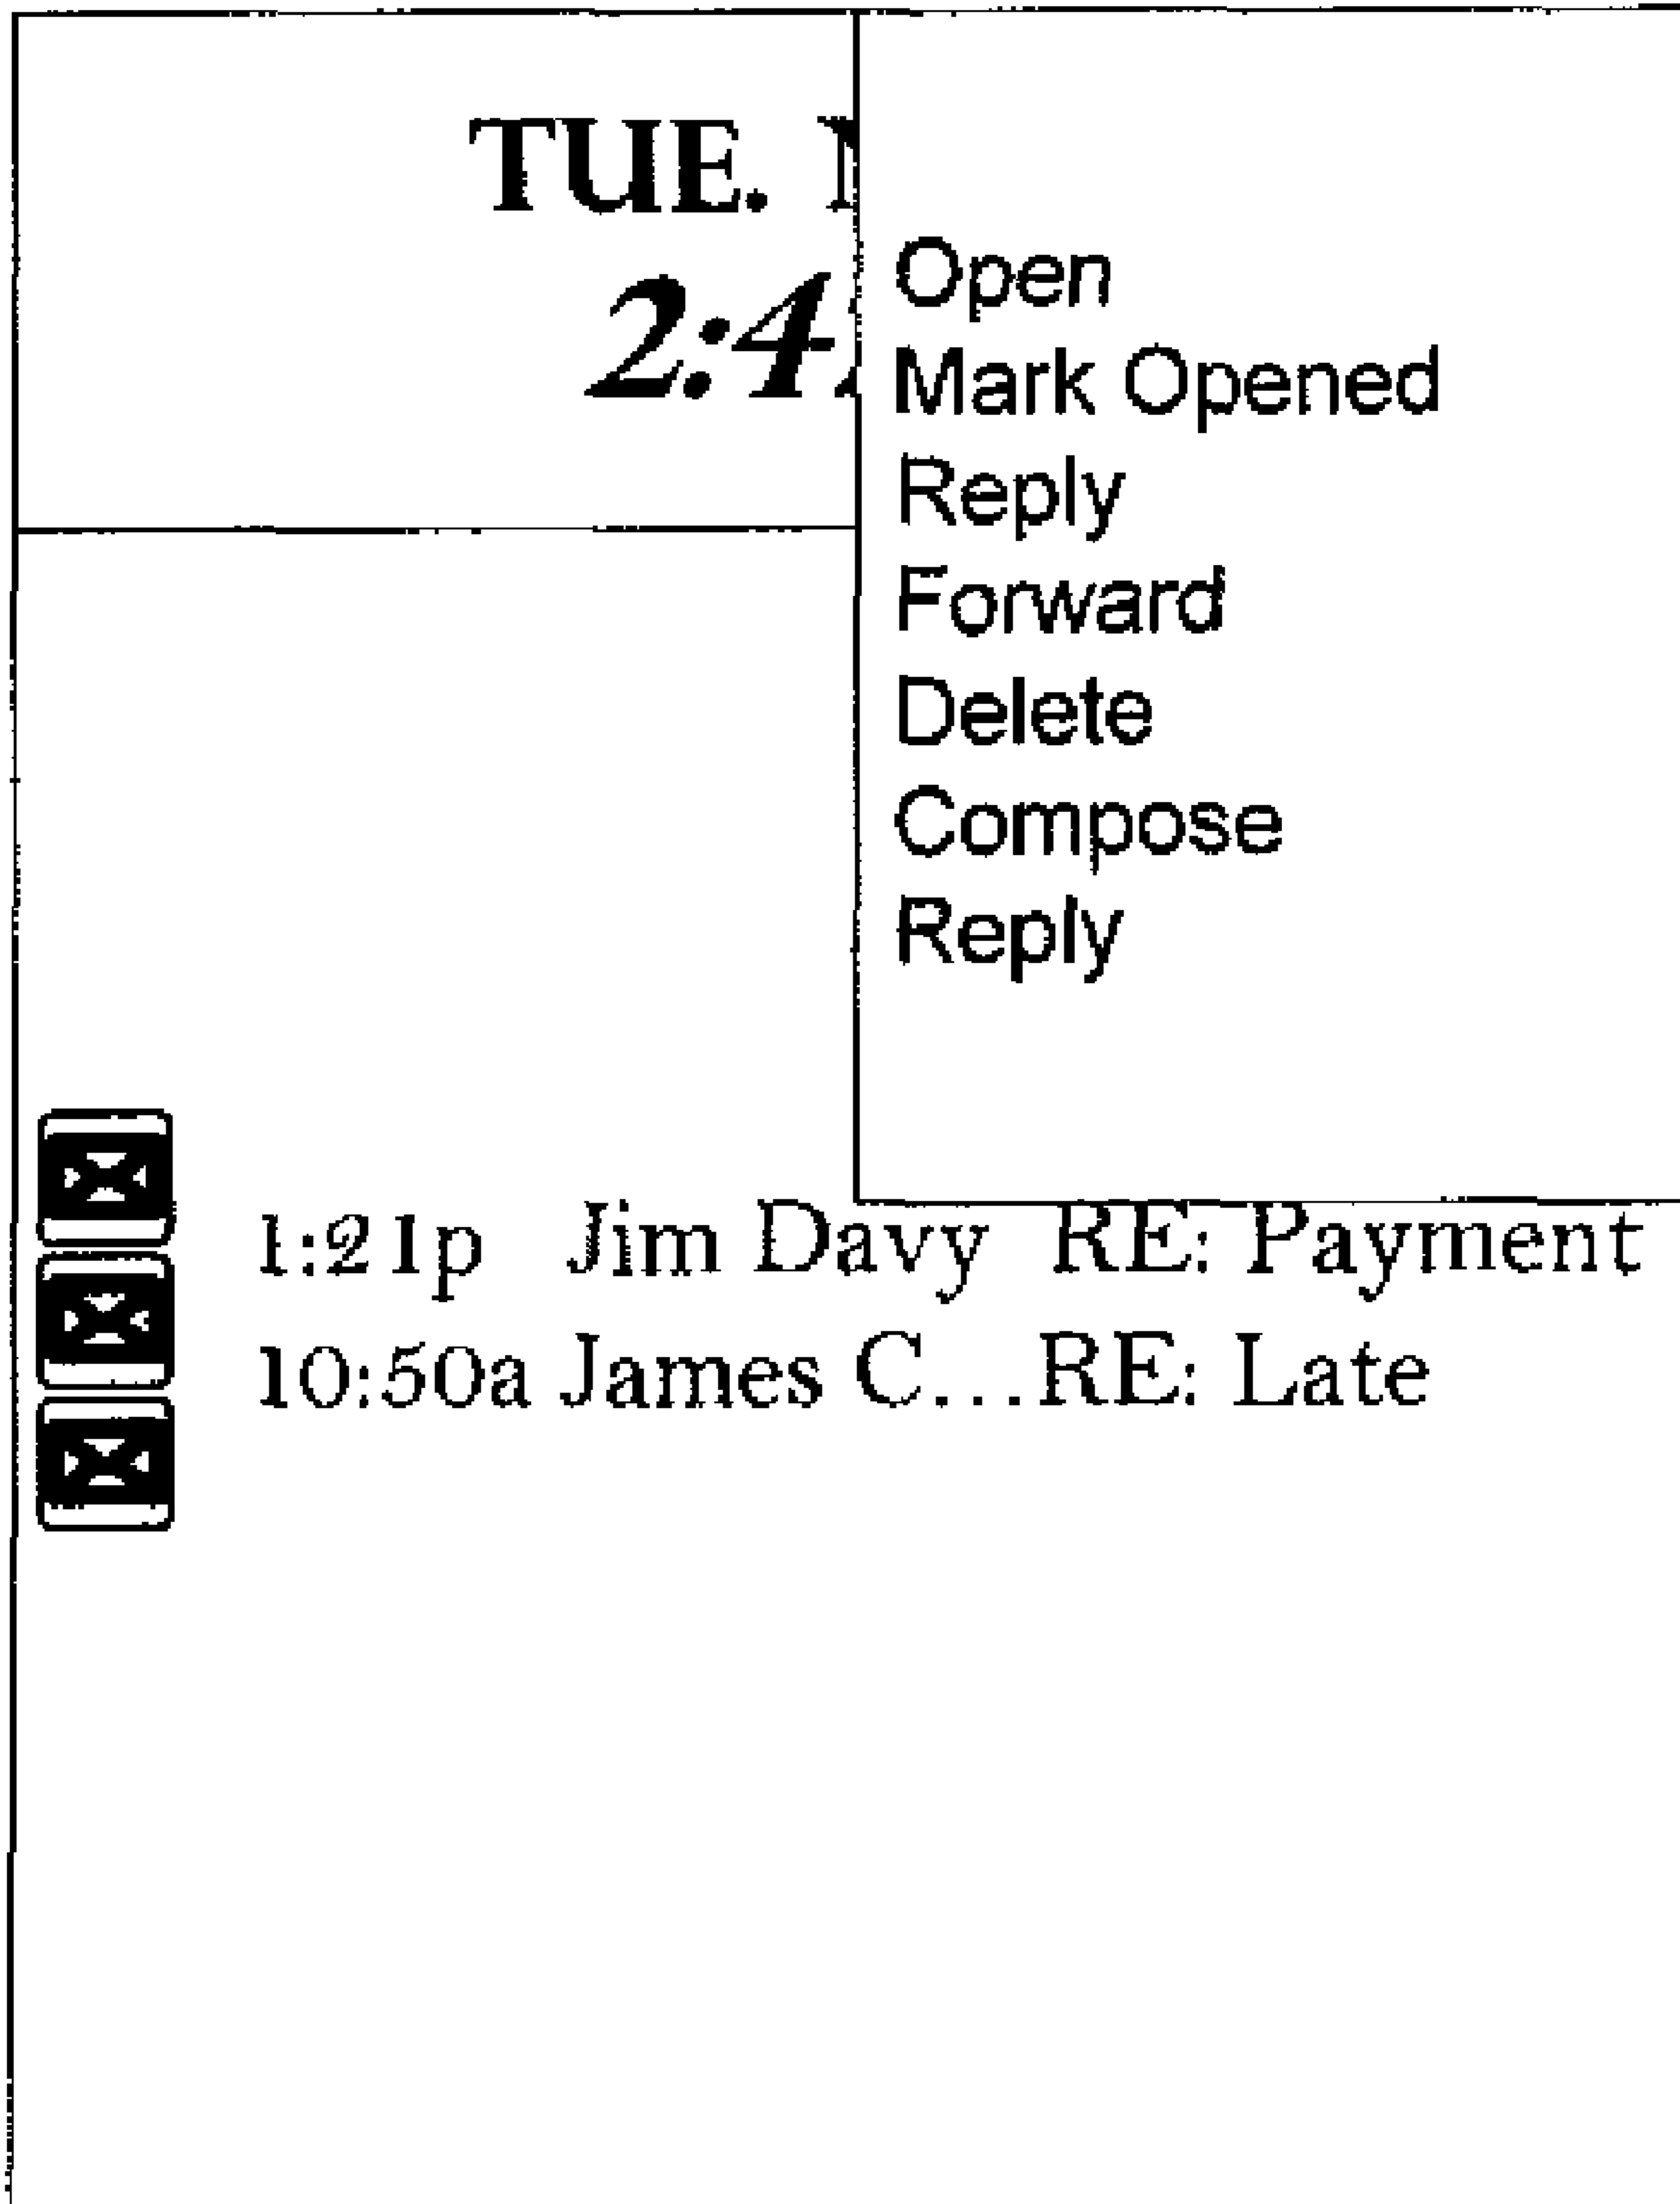 TUE.
2:4
Open
Mark Opened
Reply
Forward
Delete
Compose
Reply
1:21p Jim Davy RE: Payment
10:50a James C...RE: Late